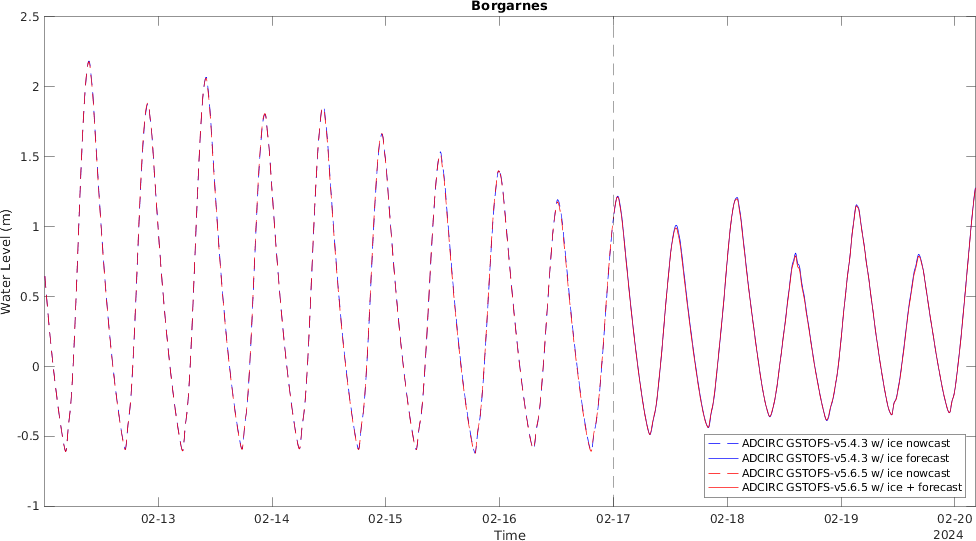 Borgarnes
2.5
2
1.5
1
0.5
0
-0.5
-1
Water Level (m)
ADCIRC GSTOFS-v5.4.3 w/ ice nowcast
ADCIRC GSTOFS-v5.4.3 w/ ice forecast
ADCIRC GSTOFS-v5.6.5 w/ ice nowcast
ADCIRC GSTOFS-v5.6.5 w/ ice + forecast
02-13 02-14 02-15 02-16 02-17 02-18 02-19 02-20
Time 2024